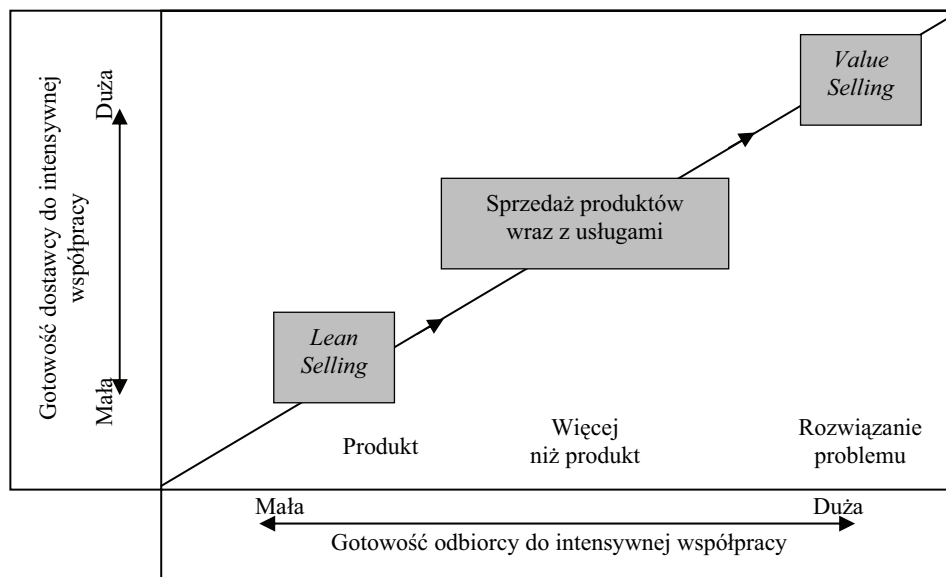 Gotowość dostawcy do intensywnej
współpracy
Duża
Mała
Value
Selling
Sprzedaż produktów
wraz z usługami
Lean
Selling
Produkt
Więcej
niż produkt
Rozwiązanie
problemu
Mała
Duża
Gotowość odbiorcy do intensywnej współpracy